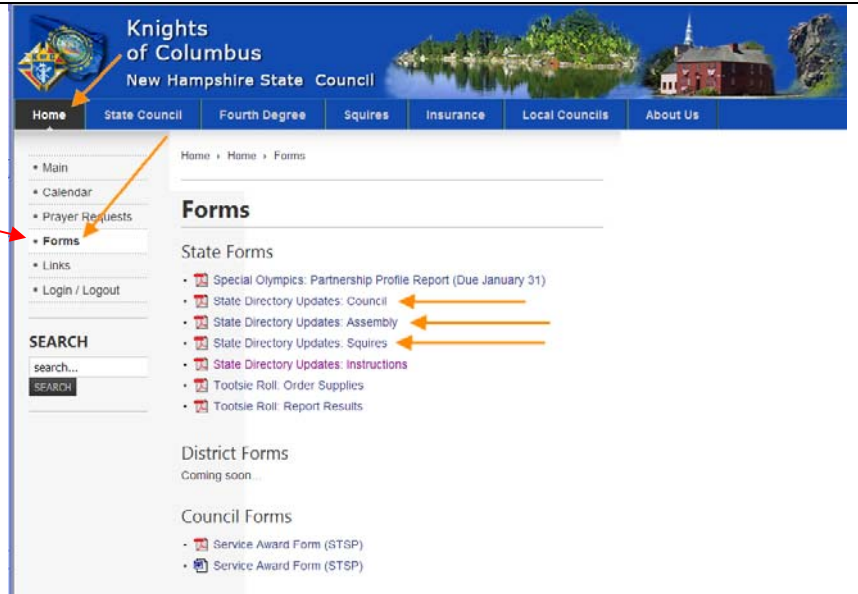 Knights
of Columbus
New Hampshire State Council
Home State Council Fourth Degree Squires Insurance Local Councils About Us
• Main
• Calendar
• Prayer Requests
• Forms
• Links
• Login / Logout
SEARCH
search...
SEARCH
Home › Home › Forms
Forms
State Forms
• Special Olympics: Partnership Profile Report (Due January 31)
• State Directory Updates: Council
• State Directory Updates: Assembly
• State Directory Updates: Squires
• State Directory Updates: Instructions
• Tootsie Roll: Order Supplies
• Tootsie Roll: Report Results
District Forms
Coming soon...
Council Forms
• Service Award Form (STSP)
• Service Award Form (STSP)